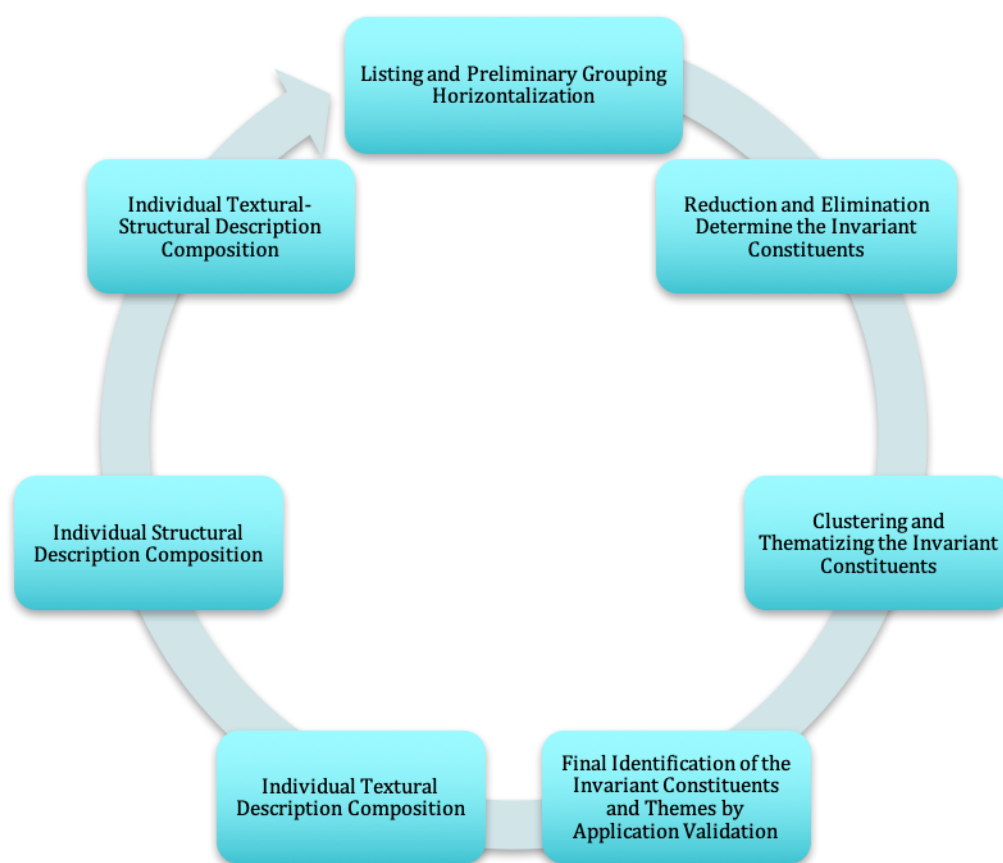 Listing and Preliminary Grouping
Horizontalization
Reduction and Elimination
Determine the Invariant
Constituents
Clustering and
Thematizing the Invariant
Constituents
Final Identification of the
Invariant Constituents
and Themes by
Application Validation
Individual Textural
Description Composition
Individual Structural
Description Composition
Individual Textural-
Structural Description
Composition